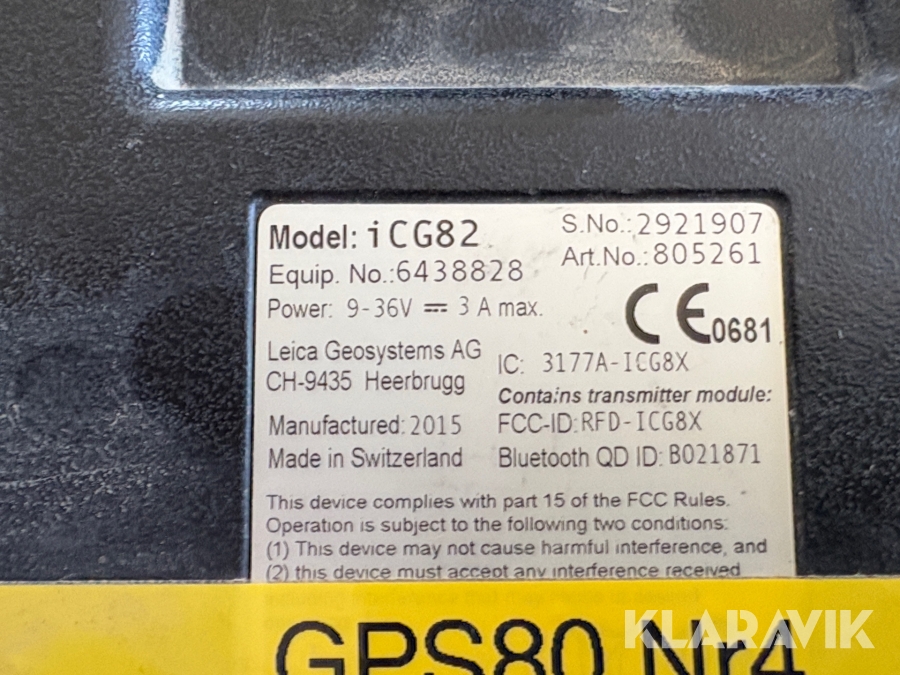 Model: iCG82
S.No.:2921907
Equip. No.:6438828
Art.No.:805261
Power: 9-36V 3 A max.
CE0681
Leica Geosystems AG
IC: 3177A-ICG8X
CH-9435 Heerbrugg
Contains transmitter module:
Manufactured: 2015
FCC-ID:RFD-ICG8X
Made in Switzerland
Bluetooth QD ID: B021871
This device complies with part 15 of the FCC Rules.
Operation is subject to the following two conditions:
(1) This device may not cause harmful interference, and
(2) this device must accept any interference received
GPS80 Nr4
KLARAVIK